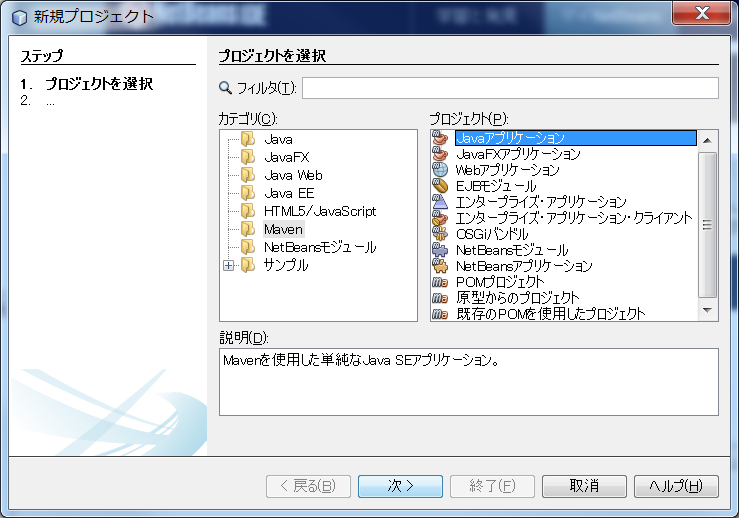 新規プロジェクト
ステップ
1. プロジェクトを選択
2. ...
プロジェクトを選択
フィルタ(I):
カテゴリ(C):
Java
JavaFX
Java Web
Java EE
HTML5/JavaScript
Maven
NetBeansモジュール
サンプル
プロジェクト(P):
Javaアプリケーション
JavaFXアプリケーション
Webアプリケーション
EJBモジュール
エンタープライズ・アプリケーション
エンタープライズ・アプリケーション・クライアント
OSGiバンドル
NetBeansモジュール
NetBeansアプリケーション
POMプロジェクト
原型からのプロジェクト
既存のPOMを使用したプロジェクト
説明(D):
Mavenを使用した単純なJava SEアプリケーション。
< 戻る(B)
次 >
終了(F)
取消
ヘルプ(H)